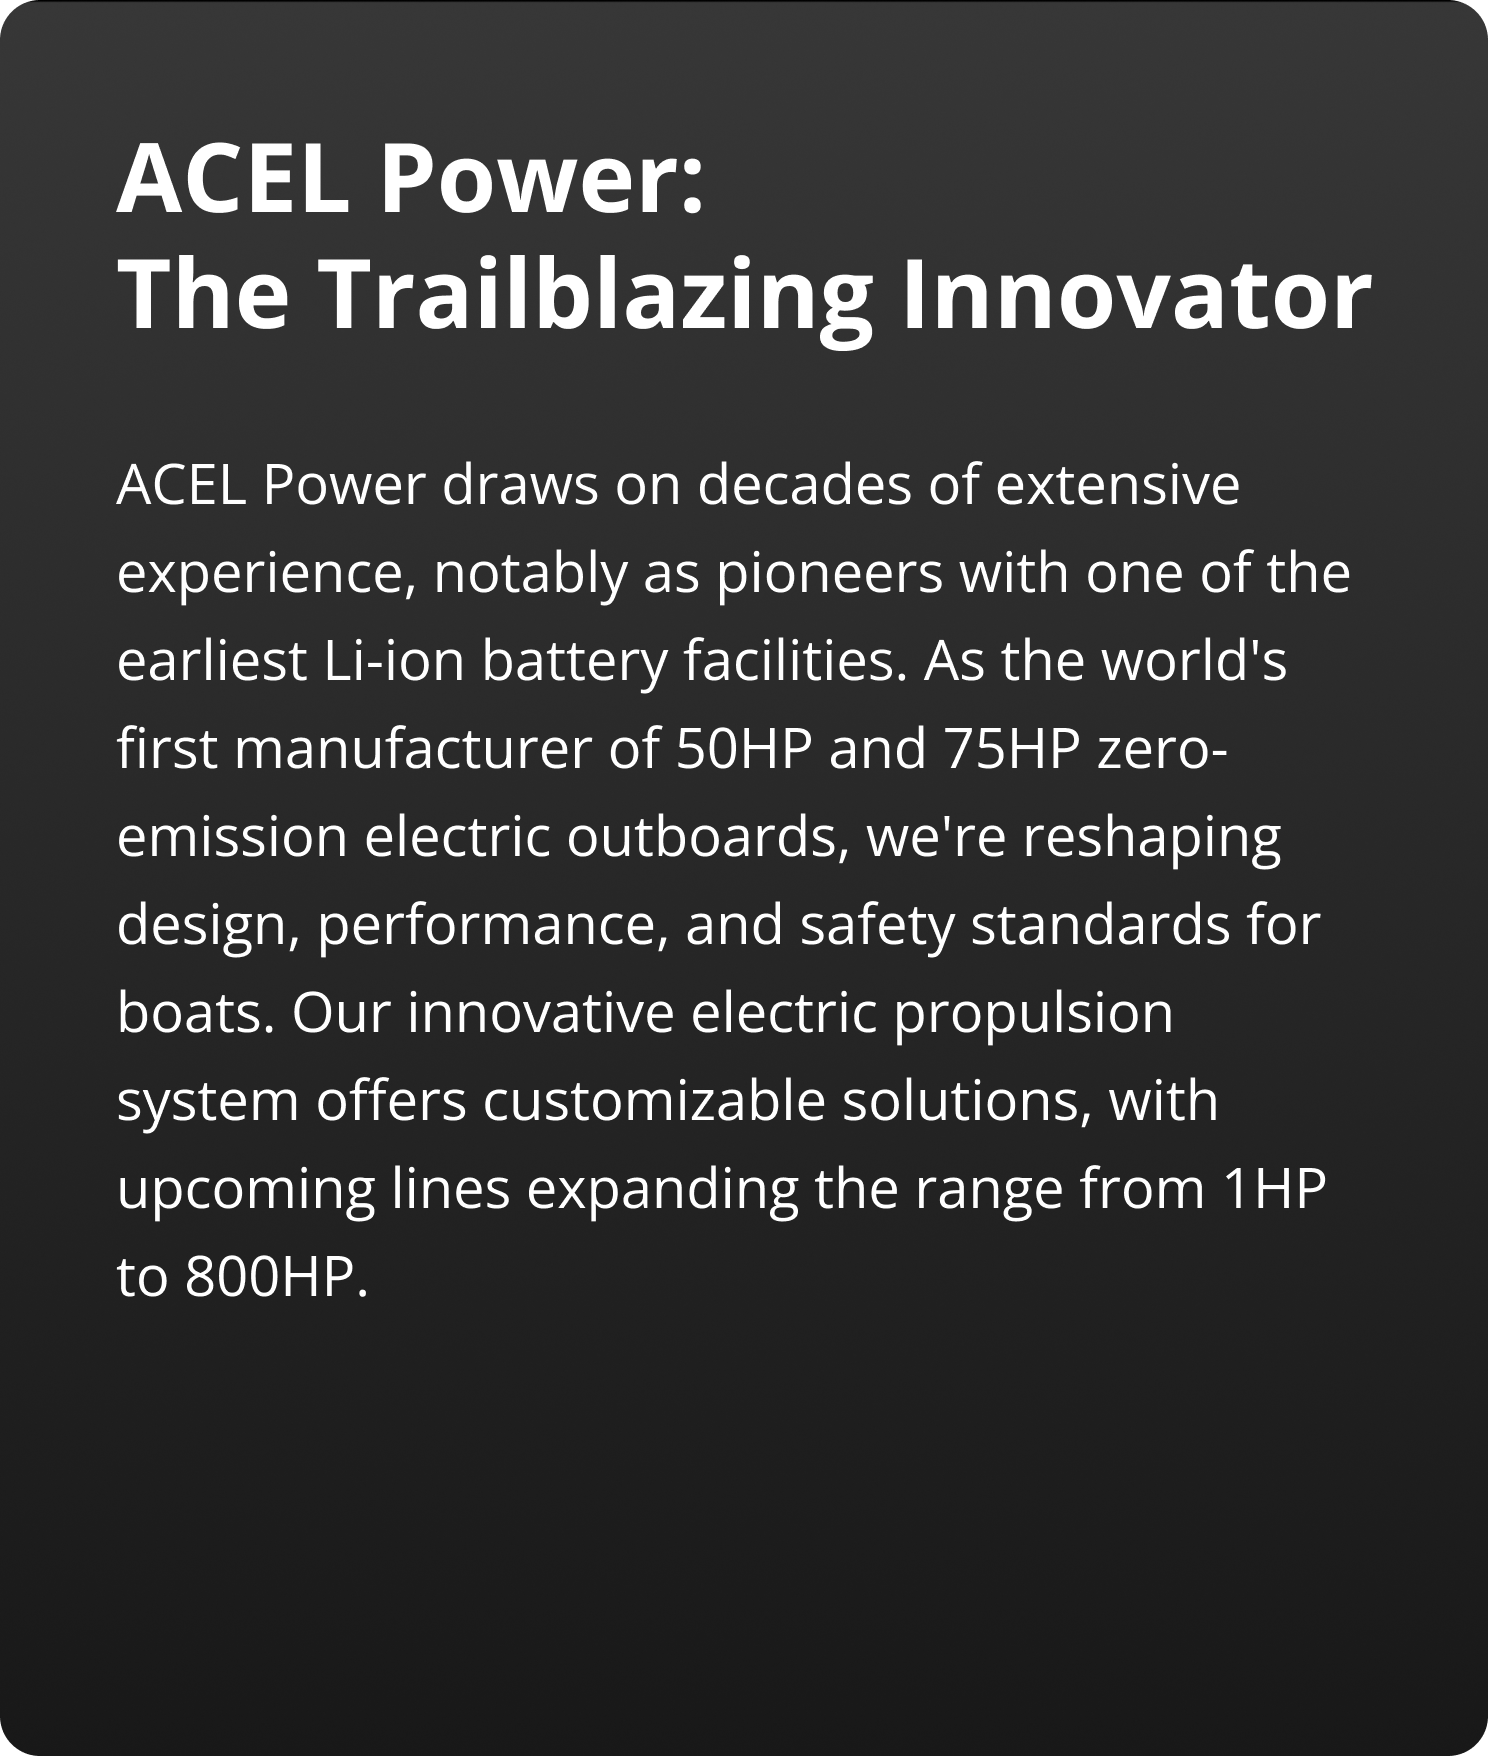 ACEL Power:
The Trailblazing Innovator
ACEL Power draws on decades of extensive
experience, notably as pioneers with one of the
earliest Li-ion battery facilities. As the world's
first manufacturer of 50HP and 75HP zero-
emission electric outboards, we're reshaping
design, performance, and safety standards for
boats. Our innovative electric propulsion
system offers customizable solutions, with
upcoming lines expanding the range from 1HP
to 800HP.